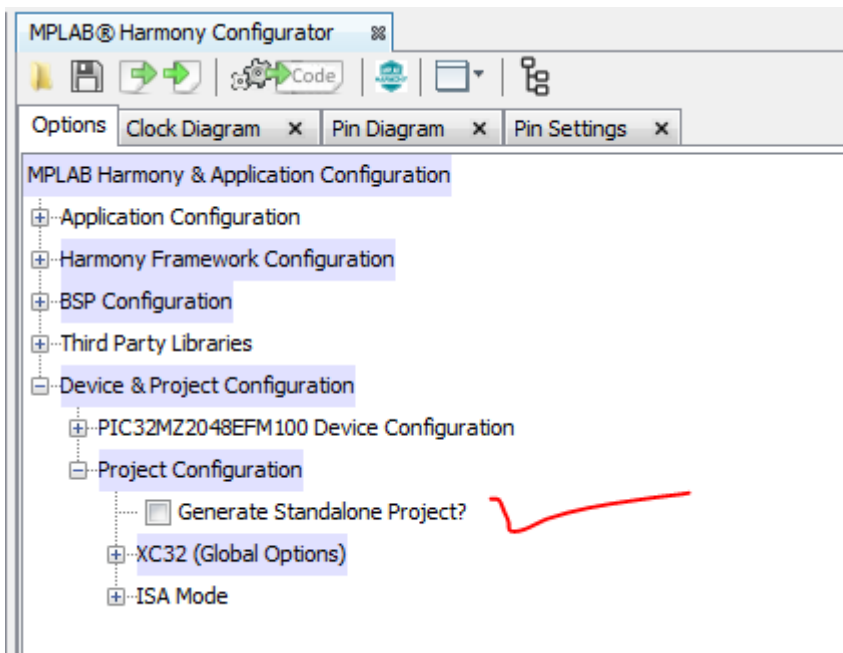 MPLAB® Harmony Configurator
Code
Options Clock Diagram Pin Diagram Pin Settings
MPLAB Harmony & Application Configuration
Application Configuration
Harmony Framework Configuration
BSP Configuration
Third Party Libraries
Device & Project Configuration
PIC32MZ2048EFM100 Device Configuration
Project Configuration
Generate Standalone Project?
XC32 (Global Options)
ISA Mode